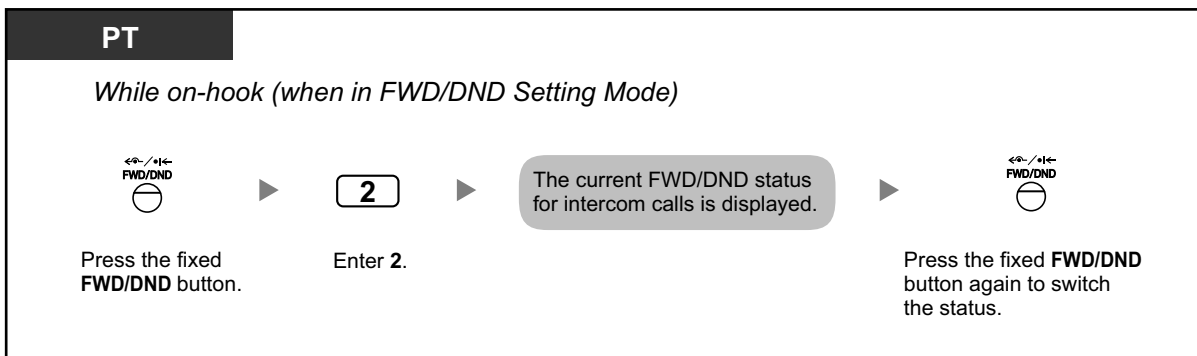 PT
While on-hook (when in FWD/DND Setting Mode)
FWD/DND
2
The current FWD/DND status
for intercom calls is displayed.
FWD/DND
Press the fixed
FWD/DND button.
Enter 2.
Press the fixed FWD/DND
button again to switch
the status.